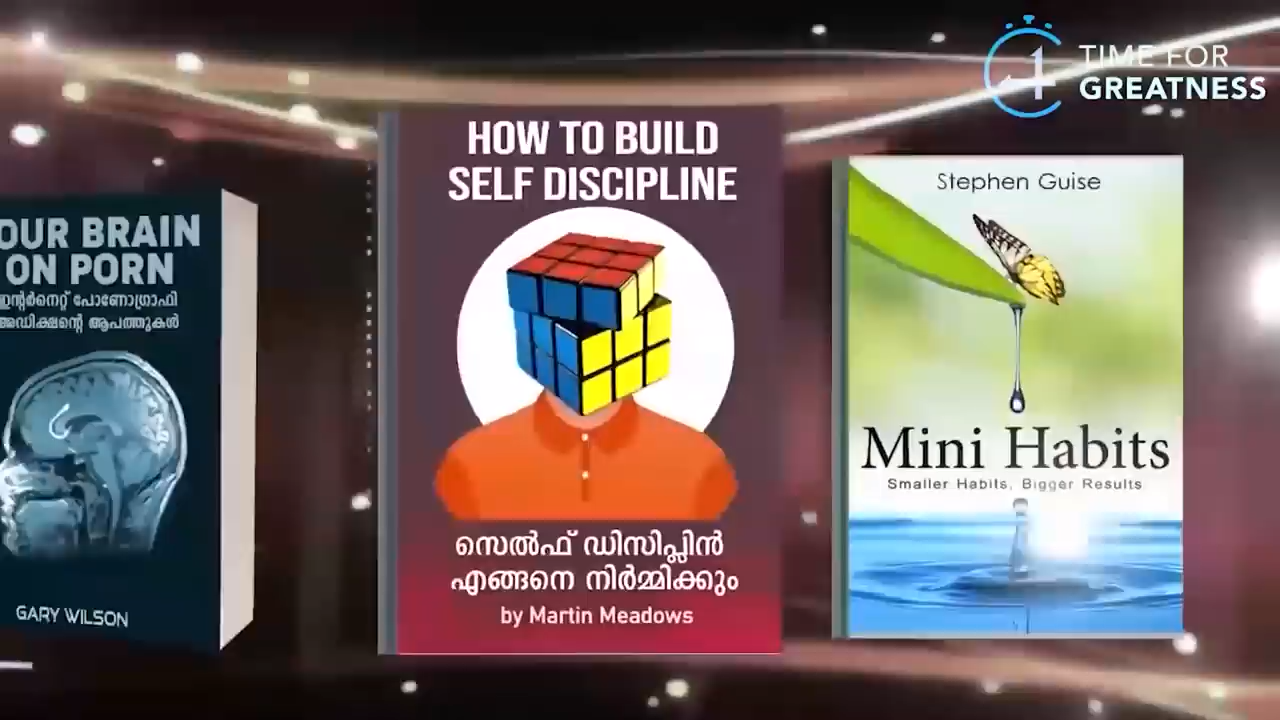 TIME FOR
GREATNESS
OUR BRAIN
ON PORN
ഇന്റർനെറ്റ് പോണോഗ്രാഫി
അഡിക്ഷന്റെ ആപത്തുകൾ
GARY WILSON
HOW TO BUILD
SELF DISCIPLINE
സെൽഫ് ഡിസിപ്ലിൻ
എങ്ങനെ നിർമ്മിക്കും
by Martin Meadows
Stephen Guise
Mini Habits
Smaller Habits, Bigger Results